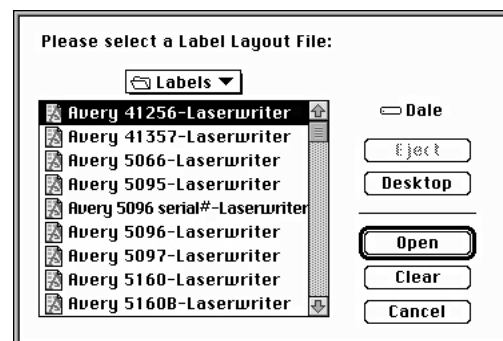 Please select a Label Layout File:
Labels
Avery 41256-Laserwriter
Avery 41357-Laserwriter
Avery 5066-Laserwriter
Avery 5095-Laserwriter
Avery 5096 serial#-Laserwriter
Avery 5096-Laserwriter
Avery 5097-Laserwriter
Avery 5160-Laserwriter
Avery 5160B-Laserwriter
Dale
Eject
Desktop
Open
Clear
Cancel